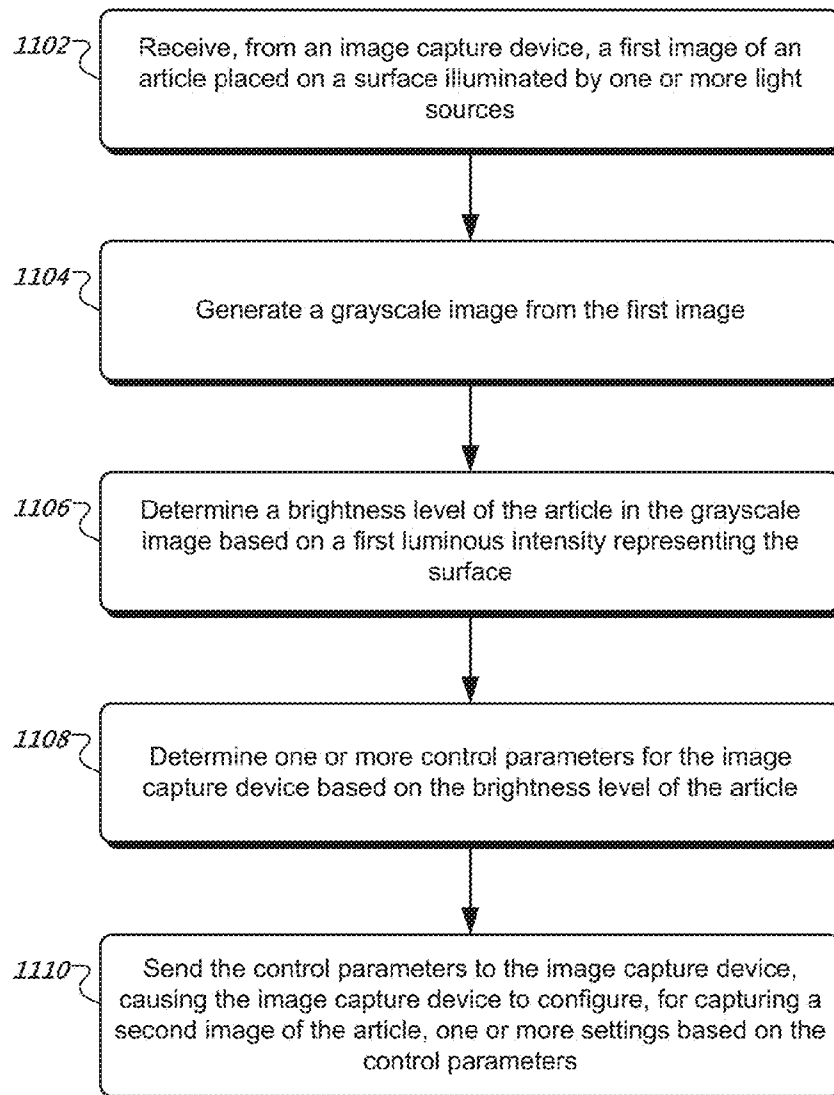 1102
Receive, from an image capture device, a first image of an
article placed on a surface illuminated by one or more light
sources
1104
Generate a grayscale image from the first image
1106
Determine a brightness level of the article in the grayscale
image based on a first luminous intensity representing the
surface
1108
Determine one or more control parameters for the image
capture device based on the brightness level of the article
1110
Send the control parameters to the image capture device,
causing the image capture device to configure, for capturing a
second image of the article, one or more settings based on the
control parameters